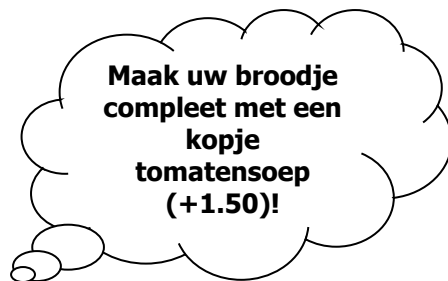 Maak uw broodje
compleet met een
kopje
tomatensoep
(+1.50)!